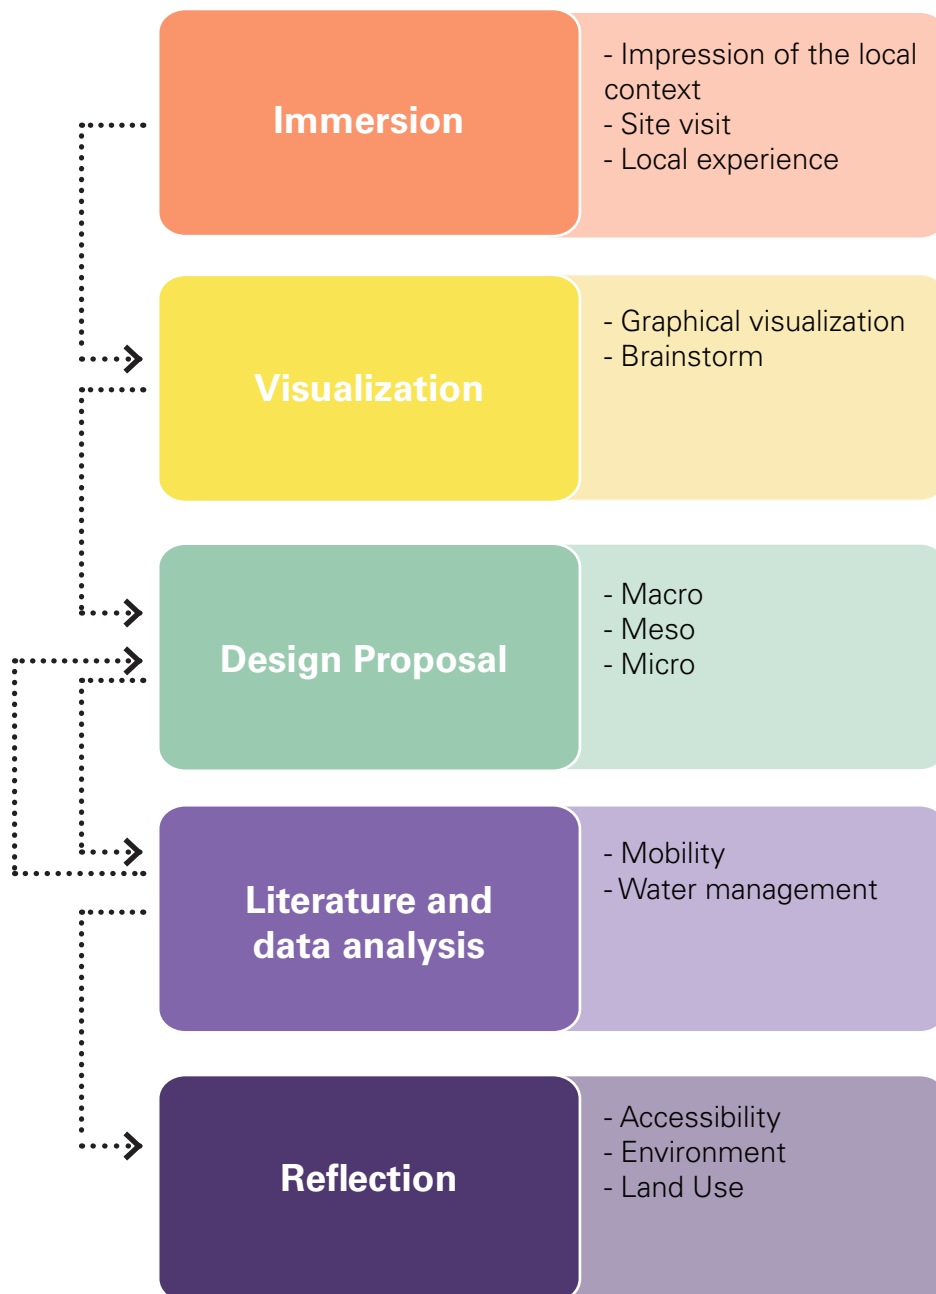 Immersion
- Impression of the local
context
- Site visit
- Local experience
Visualization
- Graphical visualization
- Brainstorm
Design Proposal
- Macro
- Meso
- Micro
Literature and
data analysis
- Mobility
- Water management
Reflection
- Accessibility
- Environment
- Land Use